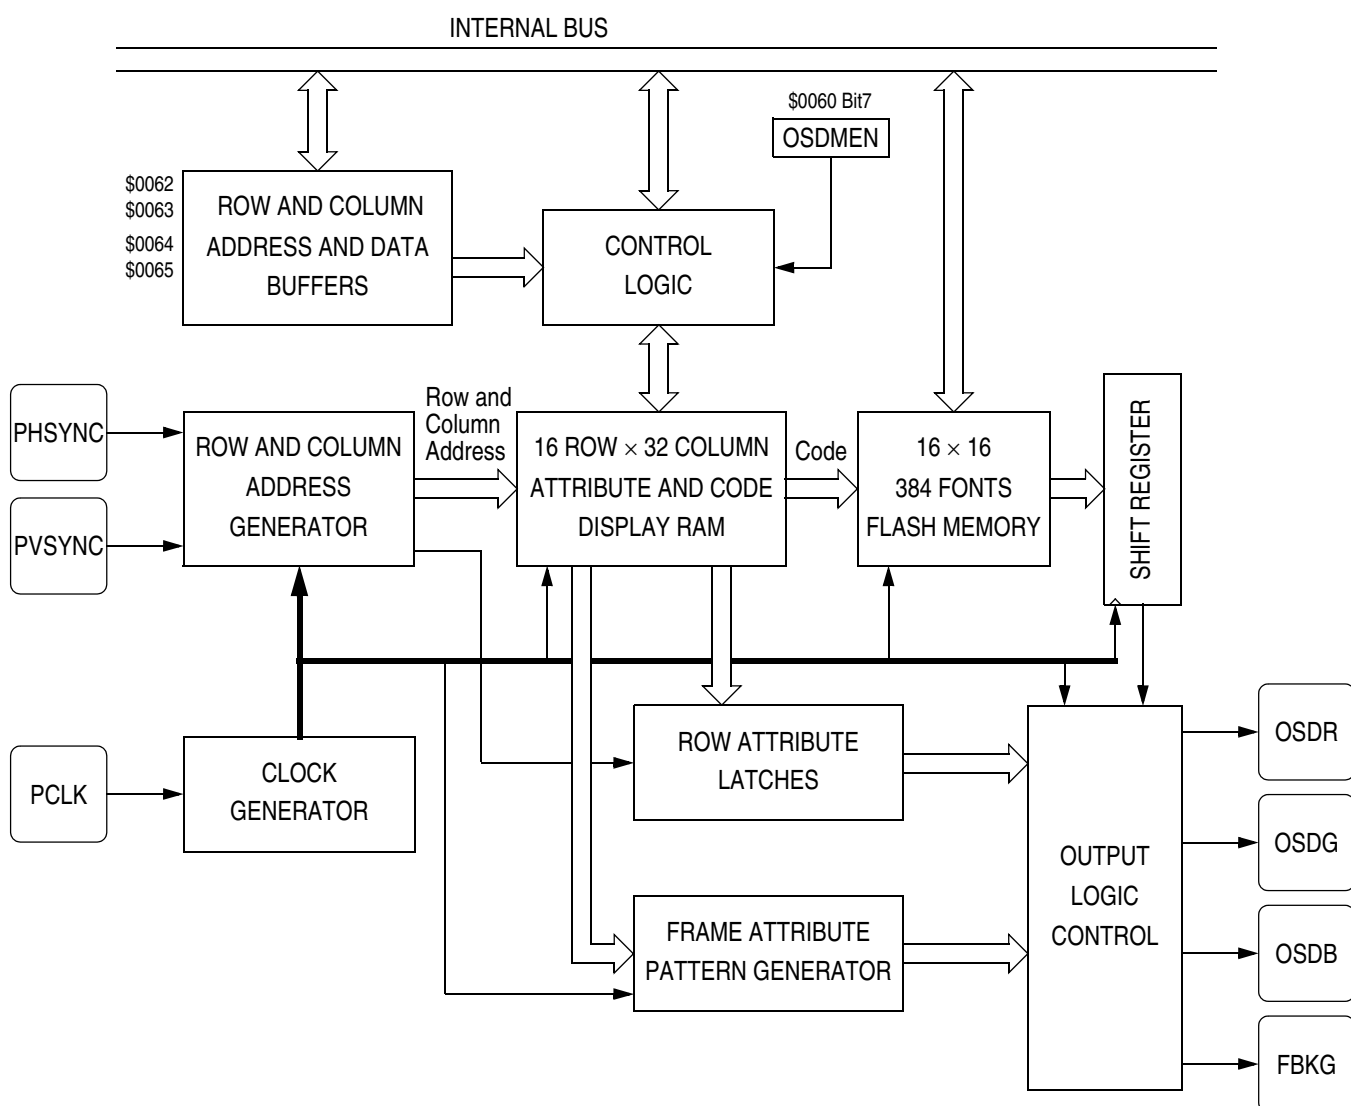 INTERNAL BUS
$0060 Bit7
OSDMEN
$0062
$0063
$0064
$0065
ROW AND COLUMN
ADDRESS AND DATA
BUFFERS
CONTROL
LOGIC
PHSYNC
PVSYNC
ROW AND COLUMN
ADDRESS
GENERATOR
Row and
Column
Address
16 ROW × 32 COLUMN
ATTRIBUTE AND CODE
DISPLAY RAM
Code
16 × 16
384 FONTS
FLASH MEMORY
SHIFT REGISTER
PCLK
CLOCK
GENERATOR
ROW ATTRIBUTE
LATCHES
FRAME ATTRIBUTE
PATTERN GENERATOR
OUTPUT
LOGIC
CONTROL
OSDR
OSDG
OSDB
FBKG